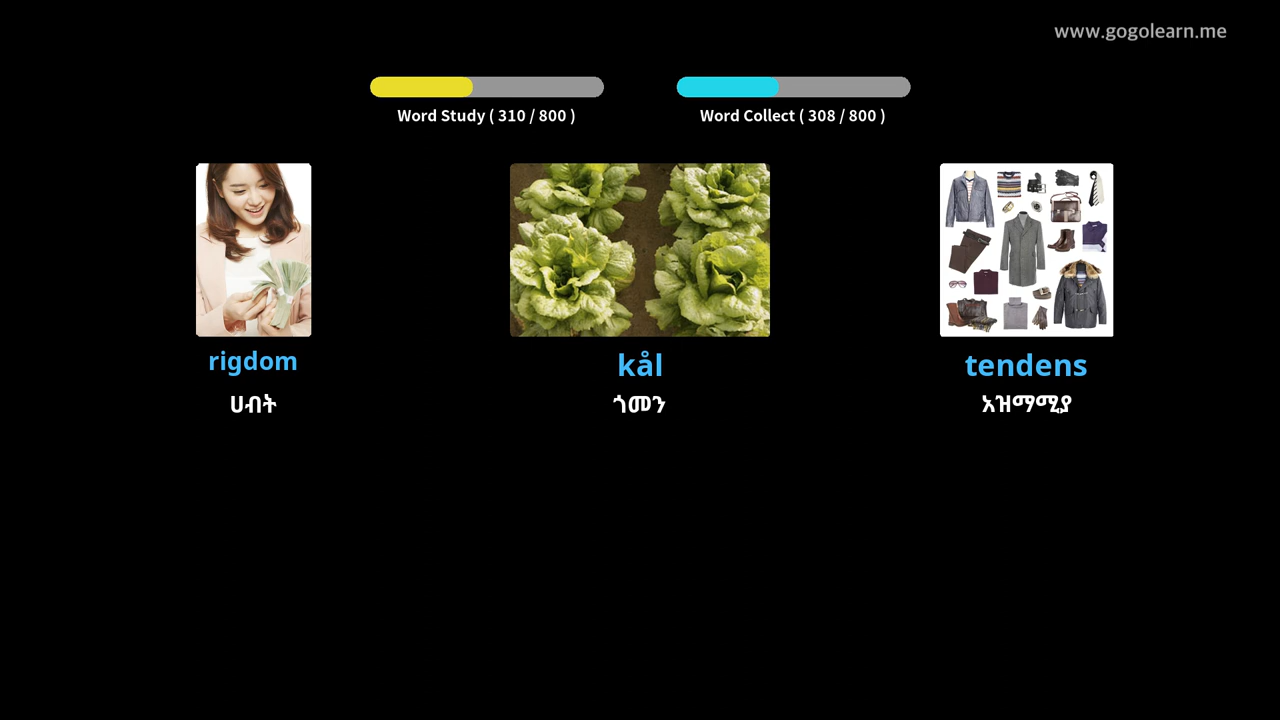 www.gogolearn.me
Word Study ( 310 / 800 )
Word Collect ( 308 / 800 )
rigdom
kål
tendens
ሀብት
ጎመን
አዝማሚያ